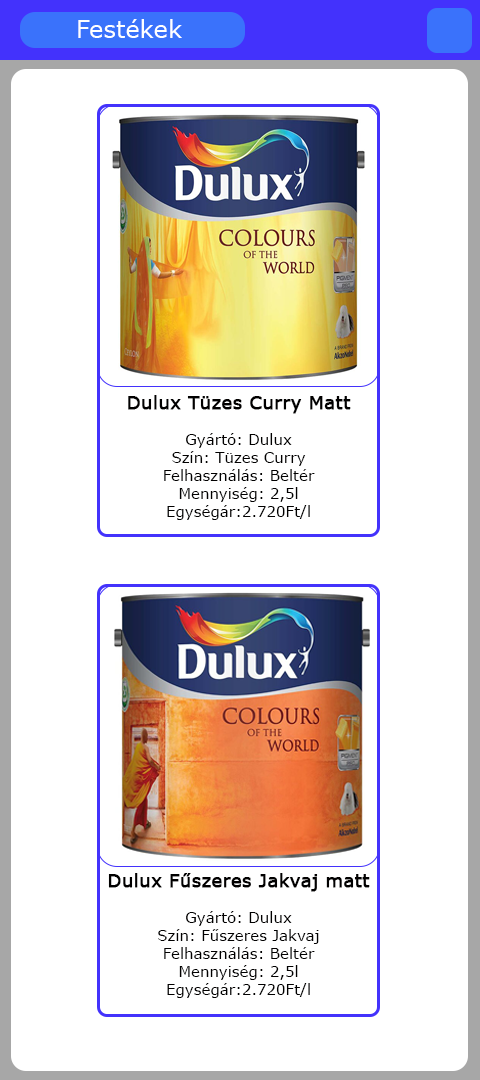 Festékek
Dulux
COLOURS
OF THE
WORLD
Dulux Tüzes Curry Matt
Gyártó: Dulux
Szín: Tüzes Curry
Felhasználás: Beltér
Mennyiség: 2,5l
Egységár:2.720Ft/l
Dulux
COLOURS
OF THE
WORLD
Dulux Fűszeres Jakvaj matt
Gyártó: Dulux
Szín: Fűszeres Jakvaj
Felhasználás: Beltér
Mennyiség: 2,5l
Egységár:2.720Ft/l